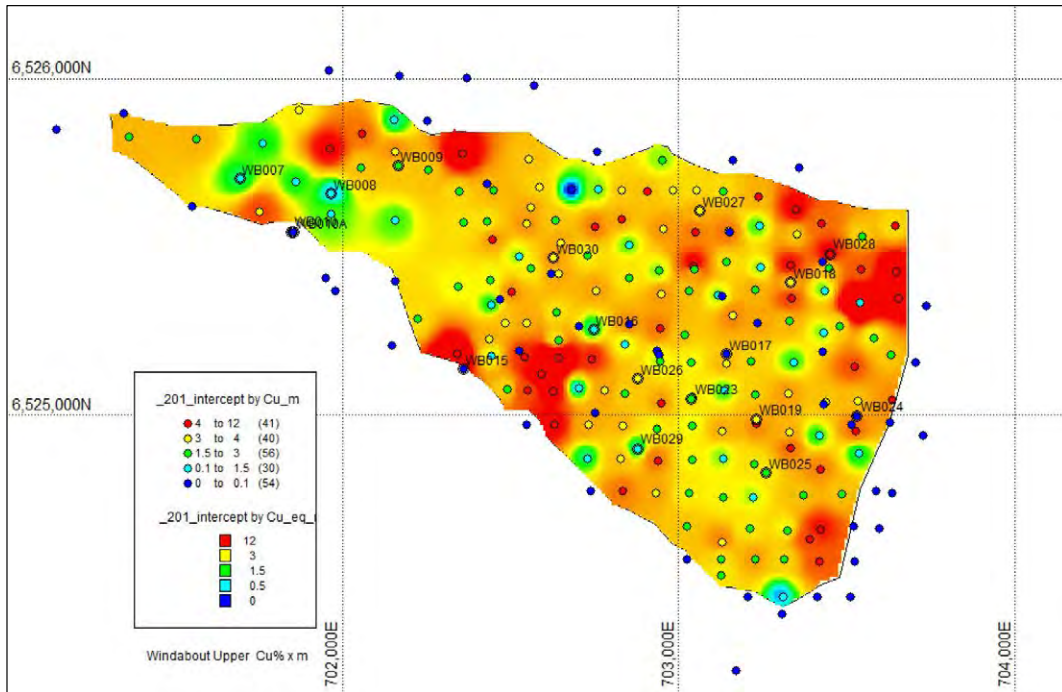 6,526,000N
WB009
WB007
WB008
WB027
WB010A
WB028
WB030
WB018
WB016
WB017
WB015
WB026
_201_intercept by Cu_m
4 to 12 (41)
3 to 4 (40)
1.5 to 3 (56)
0.1 to 1.5 (30)
0 to 0.1 (54)
6,525,000N
WB023
WB019
WB024
WB029
WB025
_201_intercept by Cu_eq_
12
3
1.5
0.5
0
Windabout Upper Cu% x m
702,000E
703,000E
704,000E